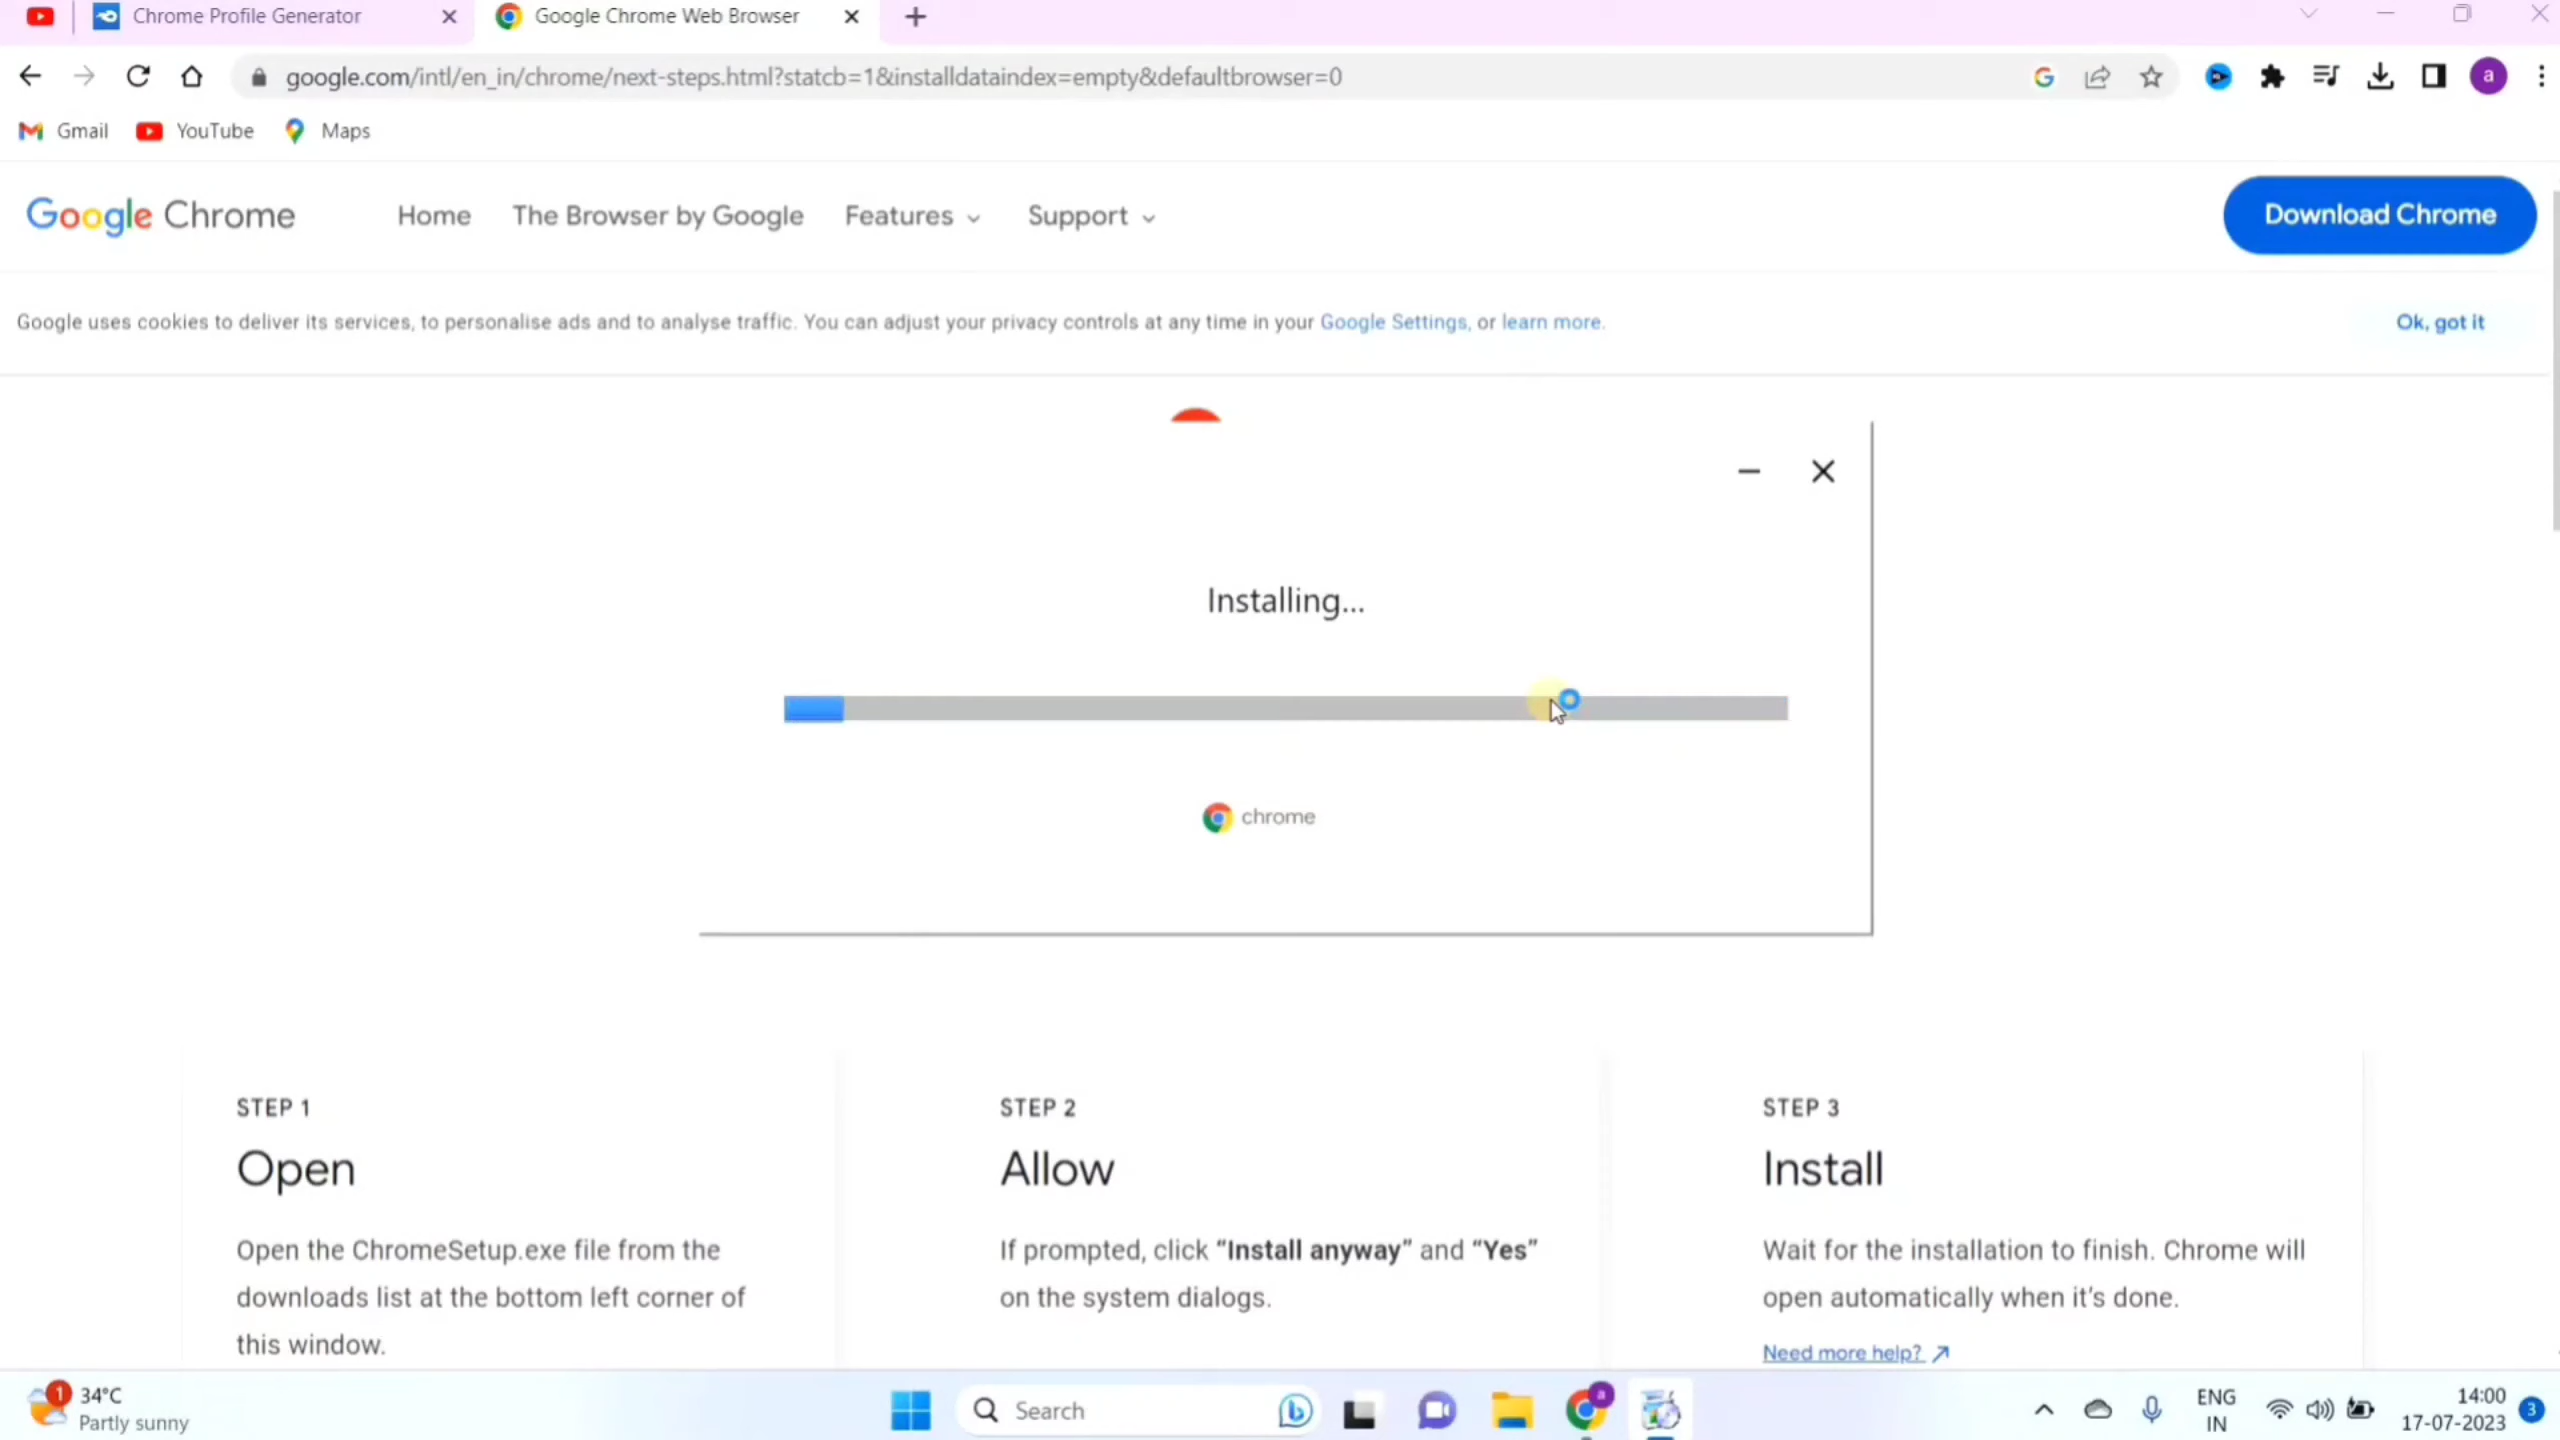 Chrome Profile Generator
Google Chrome Web Browser
google.com/intl/en_in/chrome/next-steps.html?statcb=1&installdataindex=empty&defaultbrowser=0
a
Gmail
YouTube
Maps
Google Chrome
Home
The Browser by Google
Features
Support
Download Chrome
Google uses cookies to deliver its services, to personalise ads and to analyse traffic. You can adjust your privacy controls at any time in your Google Settings, or learn more.
Ok, got it
Installing...
chrome
STEP 1
Open
Open the ChromeSetup.exe file from the
downloads list at the bottom left corner of
this window.
STEP 2
Allow
If prompted, click “Install anyway” and “Yes”
on the system dialogs.
STEP 3
Install
Wait for the installation to finish. Chrome will
open automatically when it’s done.
Need more help?
1
34°C
Partly sunny
Search
a
ENG
IN
14:00
17-07-2023
3